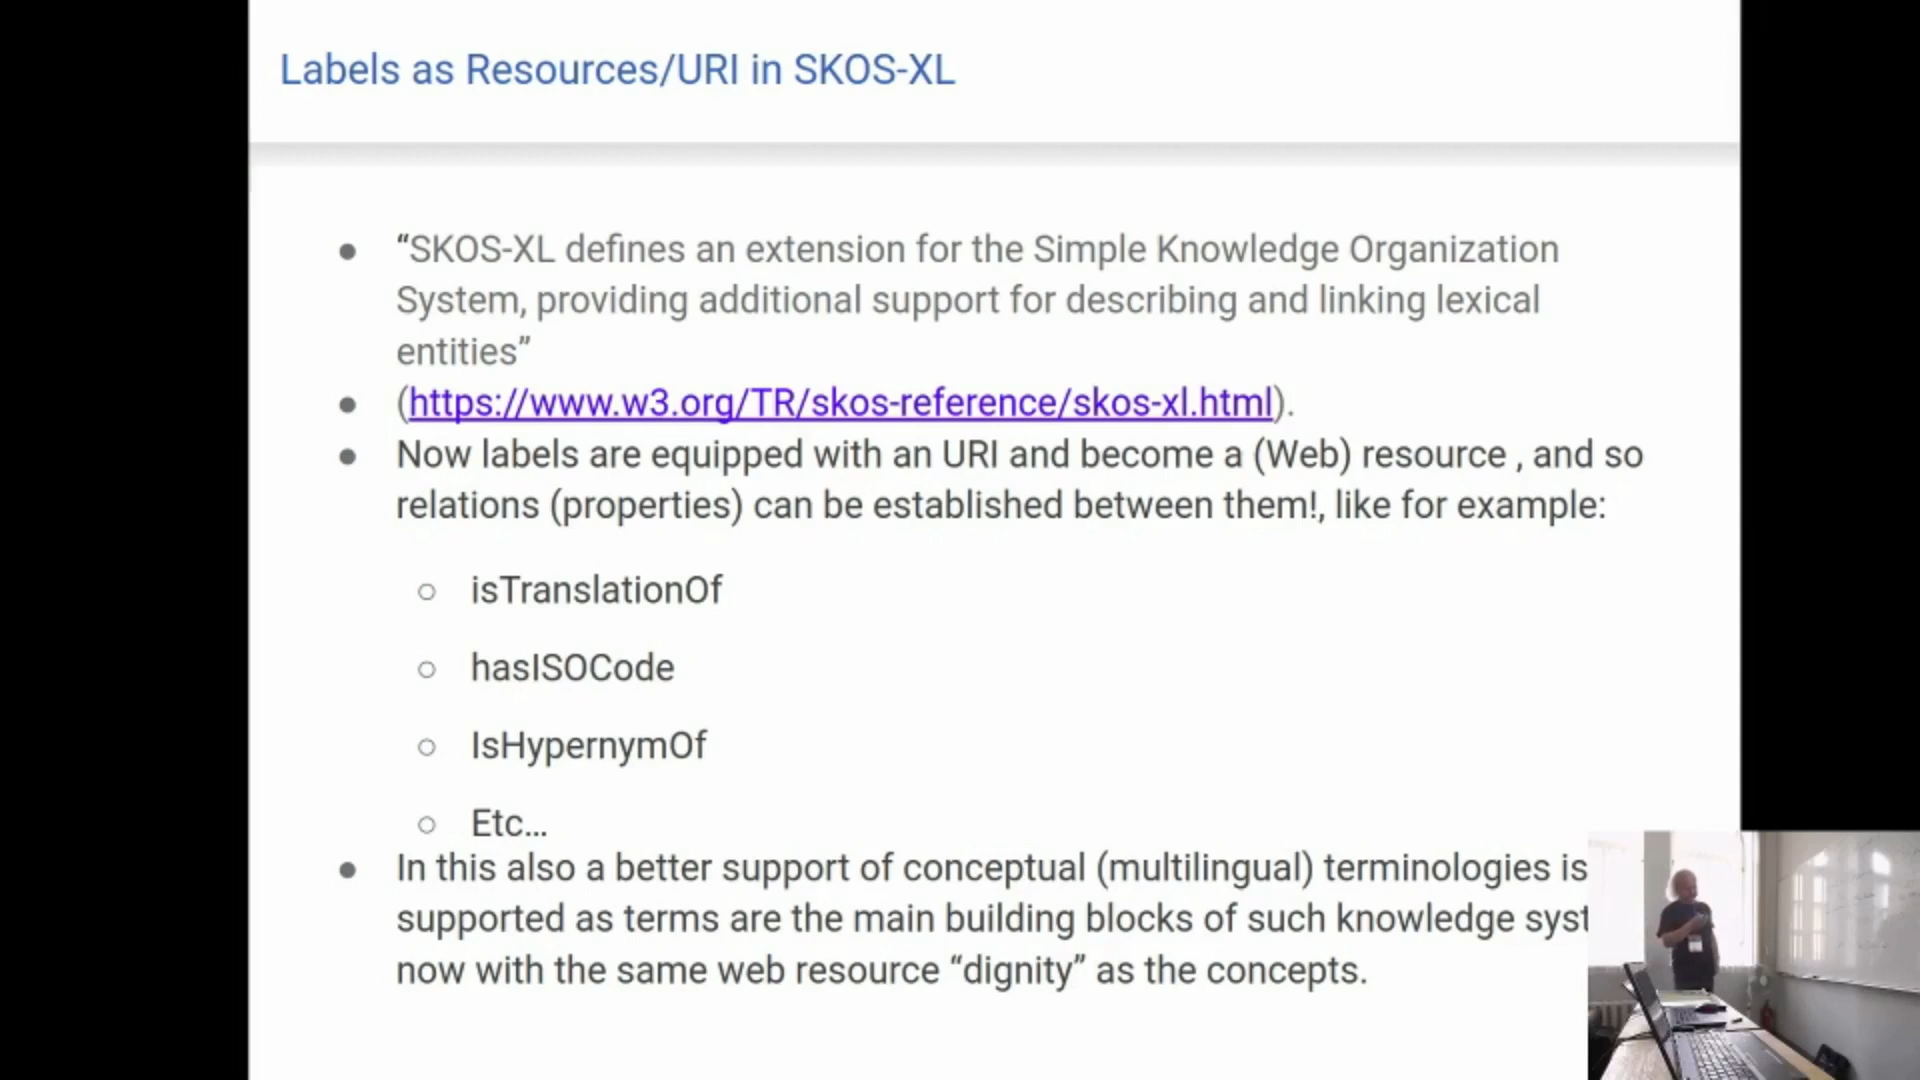 Labels as Resources/URI in SKOS-XL
“SKOS-XL defines an extension for the Simple Knowledge Organization
System, providing additional support for describing and linking lexical
entities”
(https://www.w3.org/TR/skos-reference/skos-xl.html).
Now labels are equipped with an URI and become a (Web) resource , and so
relations (properties) can be established between them!, like for example:
isTranslationOf
hasISOCode
IsHypernymOf
Etc…
In this also a better support of conceptual (multilingual) terminologies is
supported as terms are the main building blocks of such knowledge syst
now with the same web resource “dignity” as the concepts.